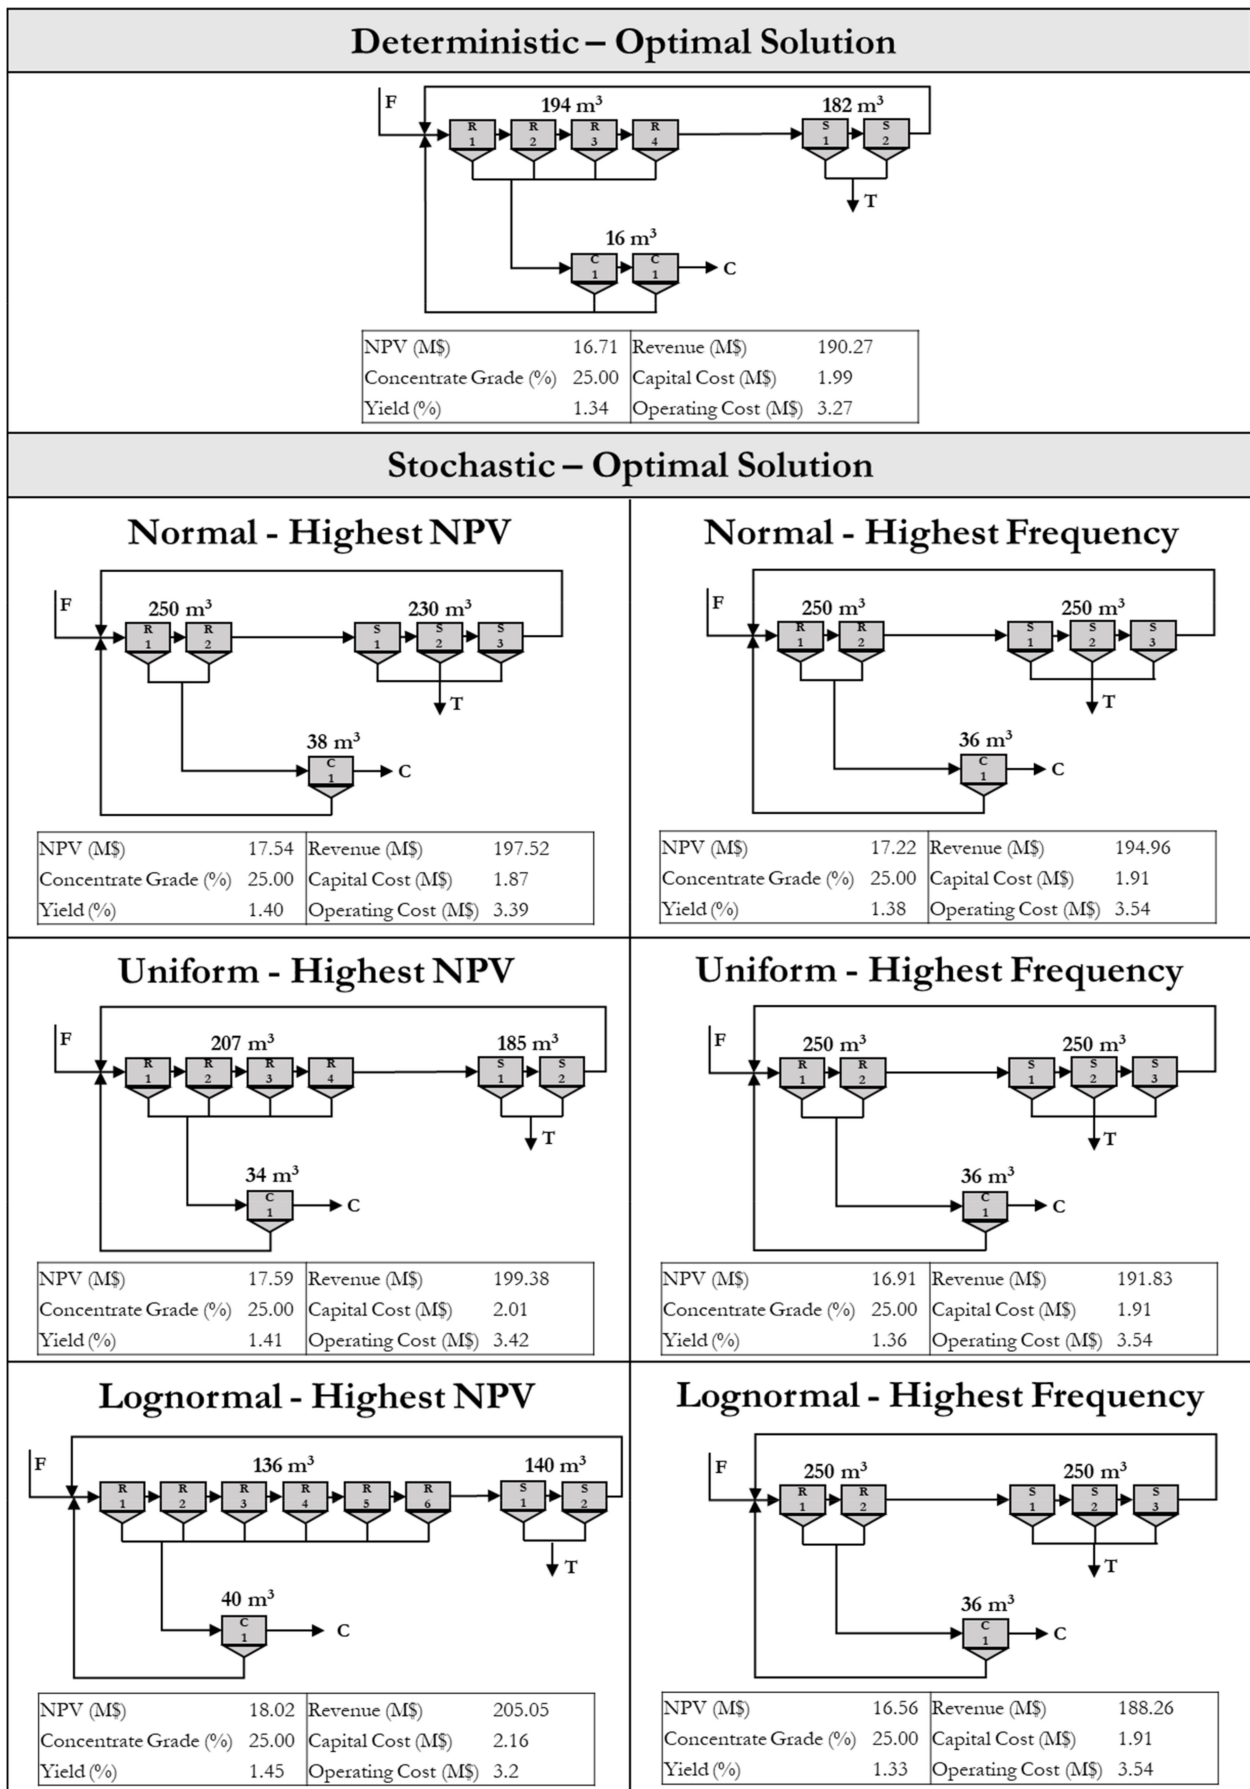 Deterministic – Optimal Solution
F
194 m³
182 m³
R 1
R 2
R 3
R 4
S 1
S 2
T
16 m³
C 1
C 1
C
NPV (M$) 16.71 Revenue (M$) 190.27
Concentrate Grade (%) 25.00 Capital Cost (M$) 1.99
Yield (%) 1.34 Operating Cost (M$) 3.27
Stochastic – Optimal Solution
Normal - Highest NPV
F
250 m³
230 m³
R 1
R 2
S 1
S 2
S 3
T
38 m³
C 1
C
NPV (M$) 17.54 Revenue (M$) 197.52
Concentrate Grade (%) 25.00 Capital Cost (M$) 1.87
Yield (%) 1.40 Operating Cost (M$) 3.39
Normal - Highest Frequency
F
250 m³
250 m³
R 1
R 2
S 1
S 2
S 3
T
36 m³
C 1
C
NPV (M$) 17.22 Revenue (M$) 194.96
Concentrate Grade (%) 25.00 Capital Cost (M$) 1.91
Yield (%) 1.38 Operating Cost (M$) 3.54
Uniform - Highest NPV
F
207 m³
185 m³
R 1
R 2
R 3
R 4
S 1
S 2
T
34 m³
C 1
C
NPV (M$) 17.59 Revenue (M$) 199.38
Concentrate Grade (%) 25.00 Capital Cost (M$) 2.01
Yield (%) 1.41 Operating Cost (M$) 3.42
Uniform - Highest Frequency
F
250 m³
250 m³
R 1
R 2
S 1
S 2
S 3
T
36 m³
C 1
C
NPV (M$) 16.91 Revenue (M$) 191.83
Concentrate Grade (%) 25.00 Capital Cost (M$) 1.91
Yield (%) 1.36 Operating Cost (M$) 3.54
Lognormal - Highest NPV
F
136 m³
140 m³
R 1
R 2
R 3
R 4
R 5
R 6
S 1
S 2
T
40 m³
C 1
C
NPV (M$) 18.02 Revenue (M$) 205.05
Concentrate Grade (%) 25.00 Capital Cost (M$) 2.16
Yield (%) 1.45 Operating Cost (M$) 3.2
Lognormal - Highest Frequency
F
250 m³
250 m³
R 1
R 2
S 1
S 2
S 3
T
36 m³
C 1
C
NPV (M$) 16.56 Revenue (M$) 188.26
Concentrate Grade (%) 25.00 Capital Cost (M$) 1.91
Yield (%) 1.33 Operating Cost (M$) 3.54